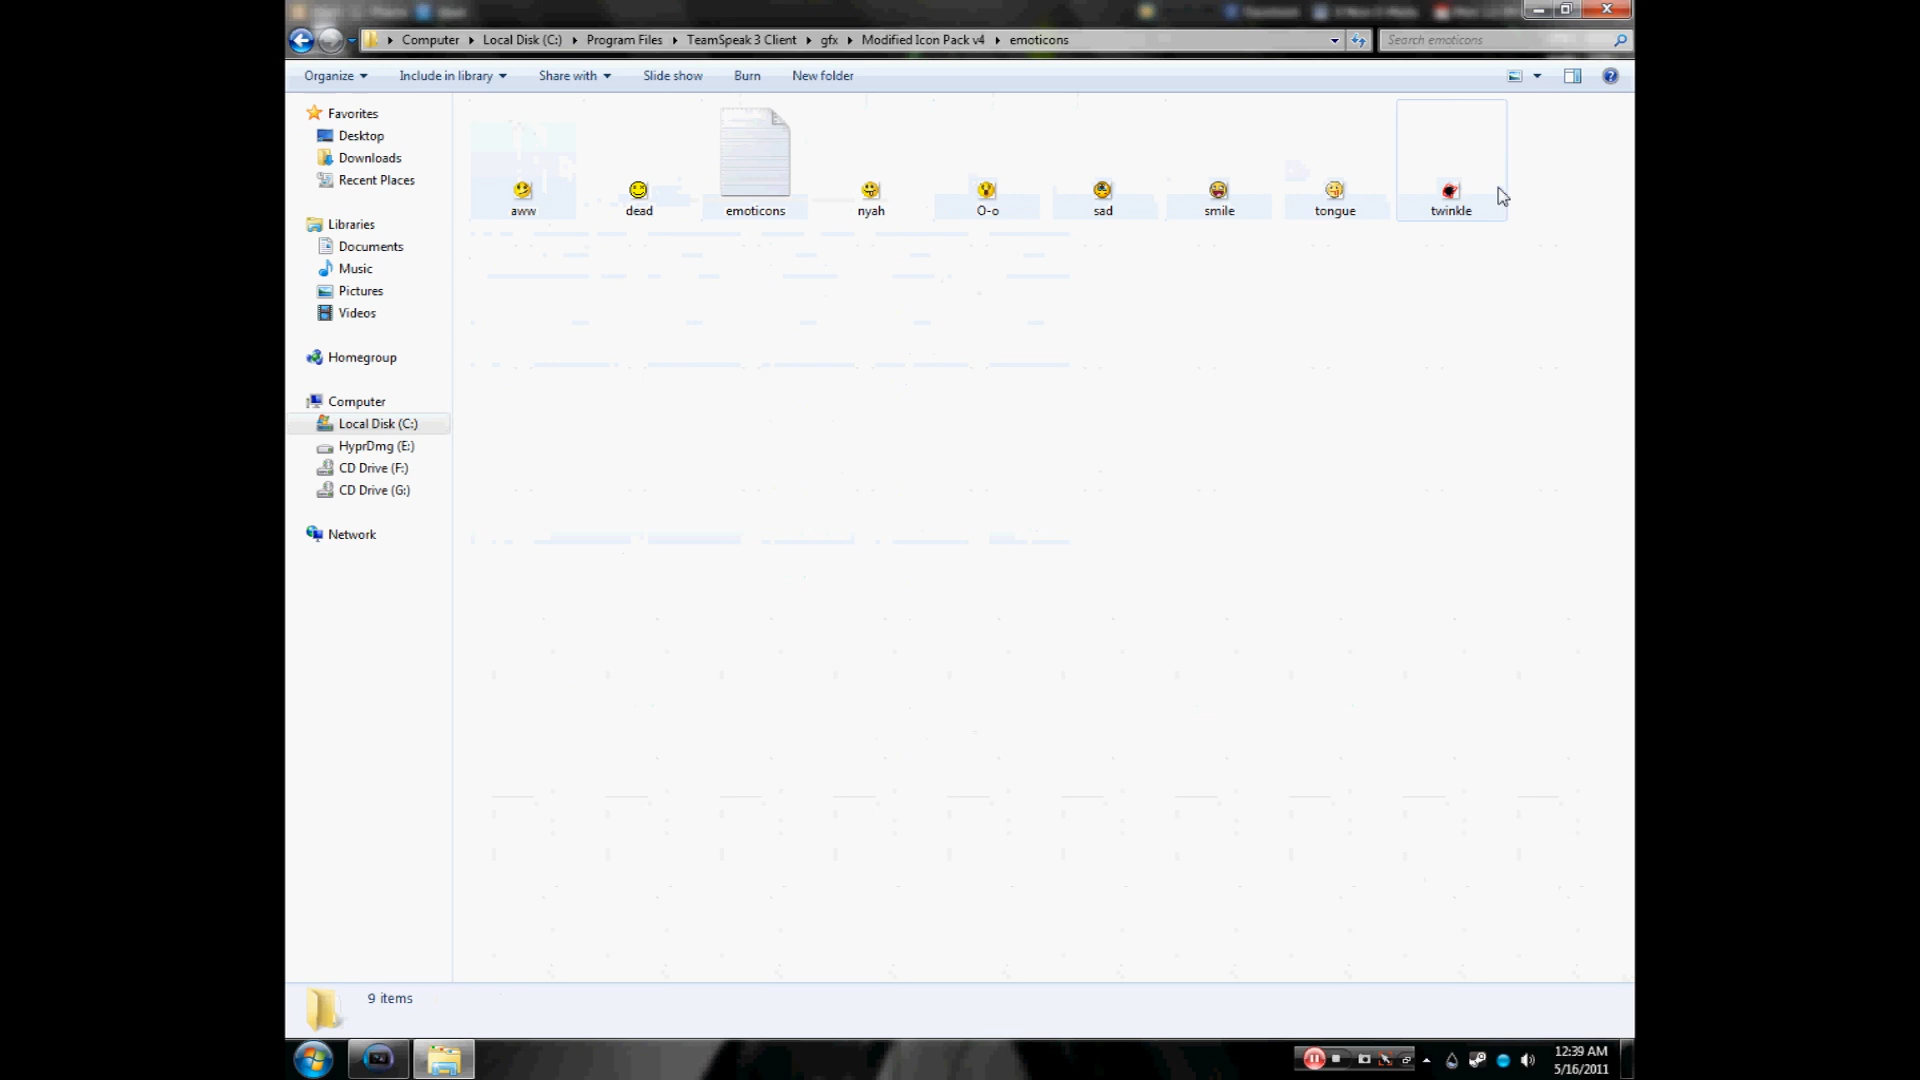 Computer Local Disk (C:) Program Files TeamSpeak 3 Client gfx Modified Icon Pack v4 emoticons
Search emoticons
Organize Include in library Share with Slide show Burn New folder
Favorites
Desktop
Downloads
Recent Places
Libraries
Documents
Music
Pictures
Videos
Homegroup
Computer
Local Disk (C:)
HyprDmg (E:)
CD Drive (F:)
CD Drive (G:)
Network
aww dead emoticons nyah O-o sad smile tongue twinkle
9 items
12:39 AM
5/16/2011